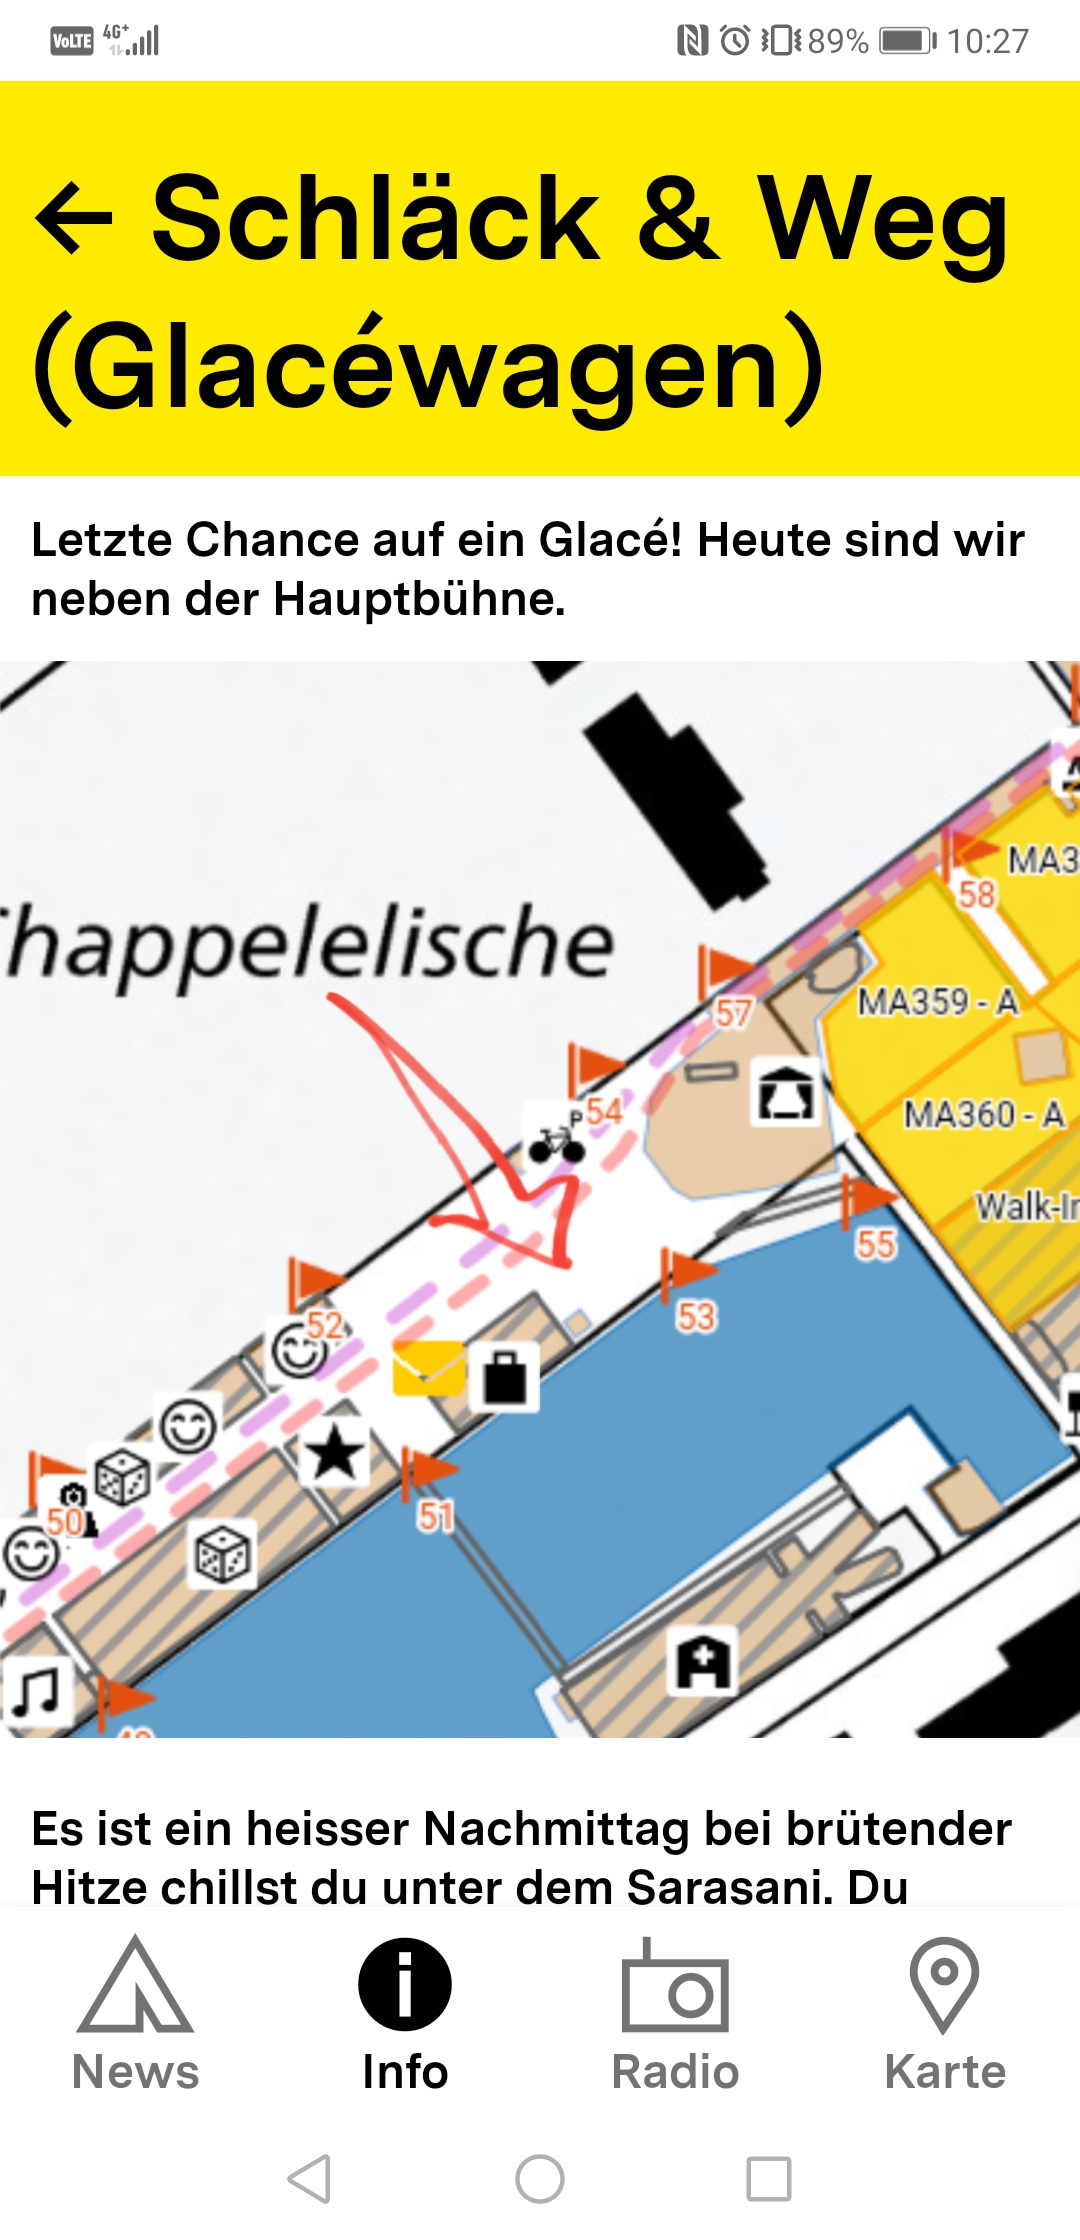 VoLTE 4G+ 89% 10:27
← Schläck & Weg
(Glacéwagen)
Letzte Chance auf ein Glacé! Heute sind wir
neben der Hauptbühne.
MA3
58
happelelische
57
MA359 - A
P
54
MA360 - A
Walk-In
55
53
52
51
50
Es ist ein heisser Nachmittag bei brütender
Hitze chillst du unter dem Sarasani. Du
News
Info
Radio
Karte